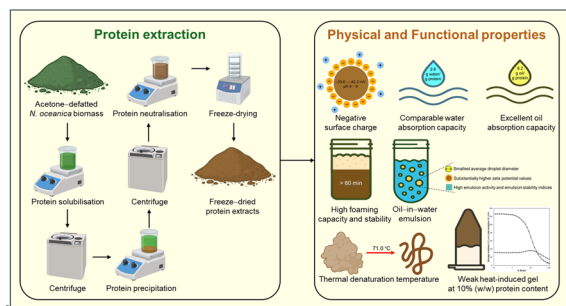 Protein extraction
Acetone–defatted
N. oceanica biomass
Protein neutralisation
Freeze-drying
Protein solubilisation
Centrifuge
Freeze–dried
protein extracts
Centrifuge
Protein precipitation
Physical and Functional properties
Negative
surface charge
g water/
g protein
Comparable water
absorption capacity
g oil/
g protein
Excellent oil
absorption capacity
> 60 min
High foaming
capacity and stability
Oil–in–water
emulsion
Smallest average droplet diameter
Substantially higher zeta potential values
High emulsion activity and emulsion stability indices
71.0 °C
Thermal denaturation temperature
Weak heat-induced gel
at 10% (w/w) protein content